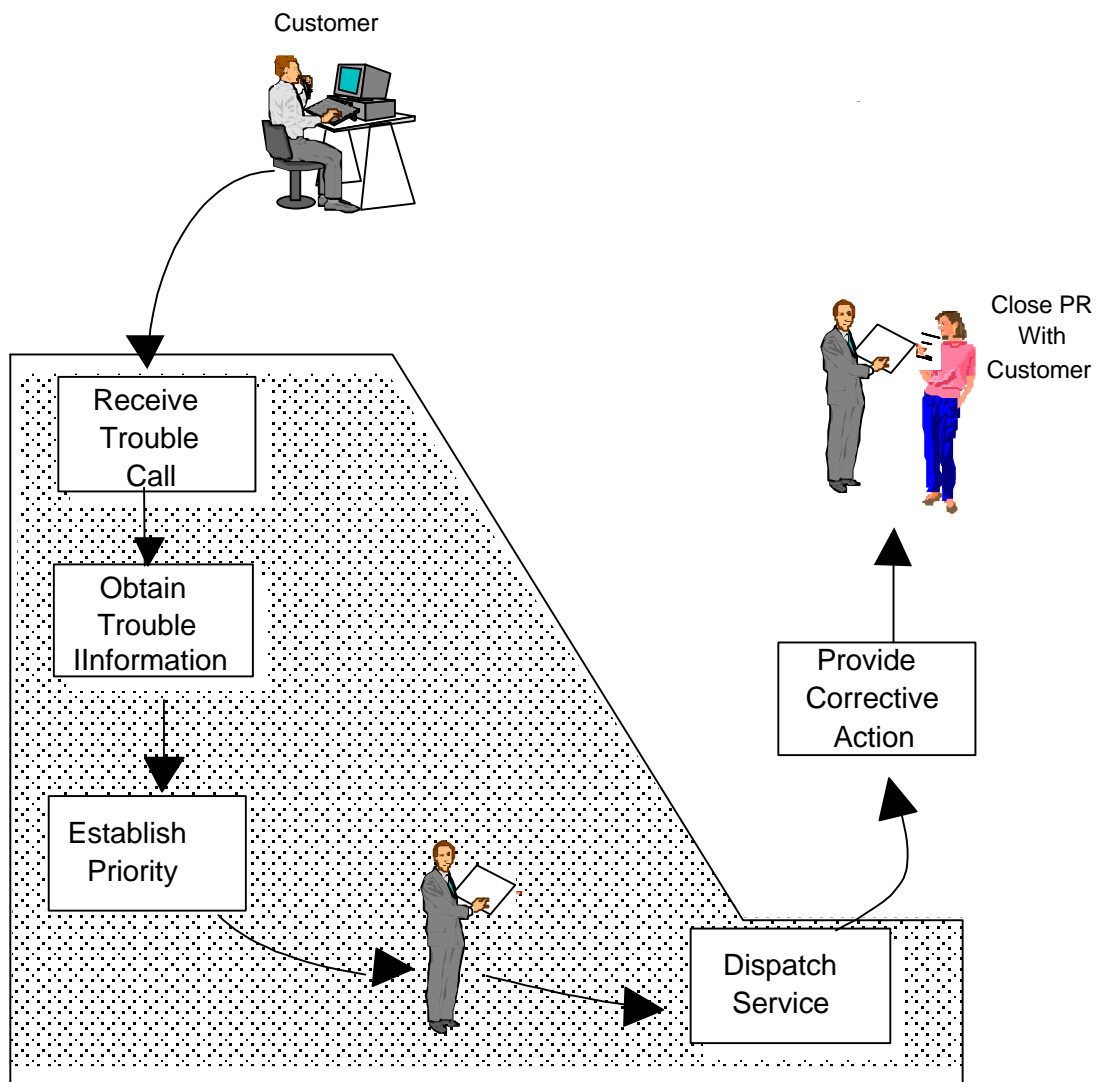 Customer
Receive
Trouble
Call
Obtain
Trouble
IInformation
Establish
Priority
Dispatch
Service
Provide
Corrective
Action
Close PR
With
Customer